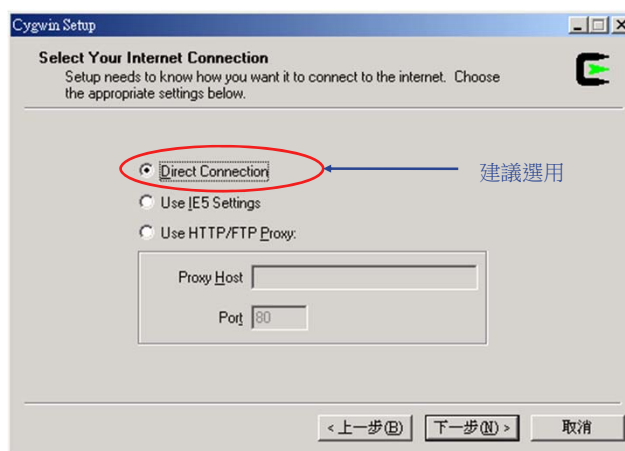 Cygwin Setup
Select Your Internet Connection
Setup needs to know how you want it to connect to the internet. Choose
the appropriate settings below.
Direct Connection
建議選用
Use IE5 Settings
Use HTTP/FTP Proxy:
Proxy Host
Port 80
<上一步(B) 下一步(N)> 取消